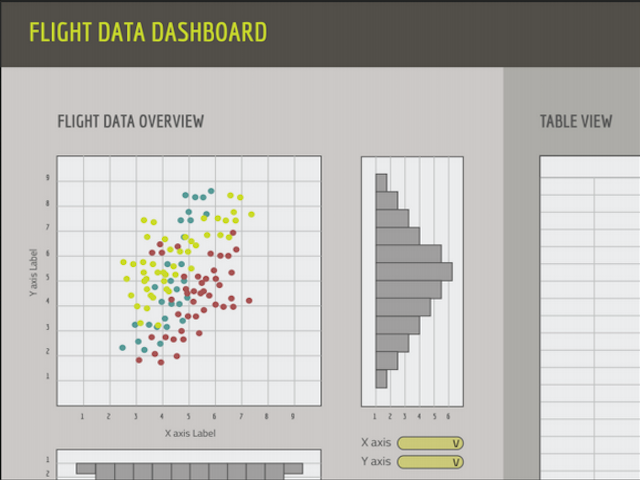 FLIGHT DATA DASHBOARD
FLIGHT DATA OVERVIEW
TABLE VIEW
9
8
7
6
5
4
3
2
1
Y axis Label
1 2 3 4 5 6 7 8 9
X axis Label
1 2 3 4 5 6
X axis V
Y axis V
1
2